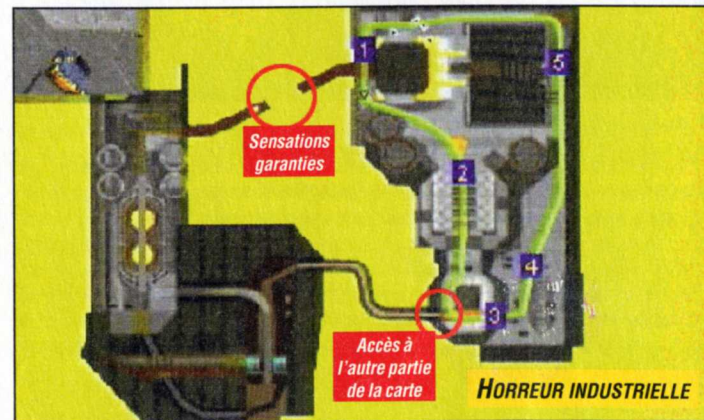 1
5
Sensations
garanties
2
4
3
Accès à
l'autre partie
de la carte
HORREUR INDUSTRIELLE